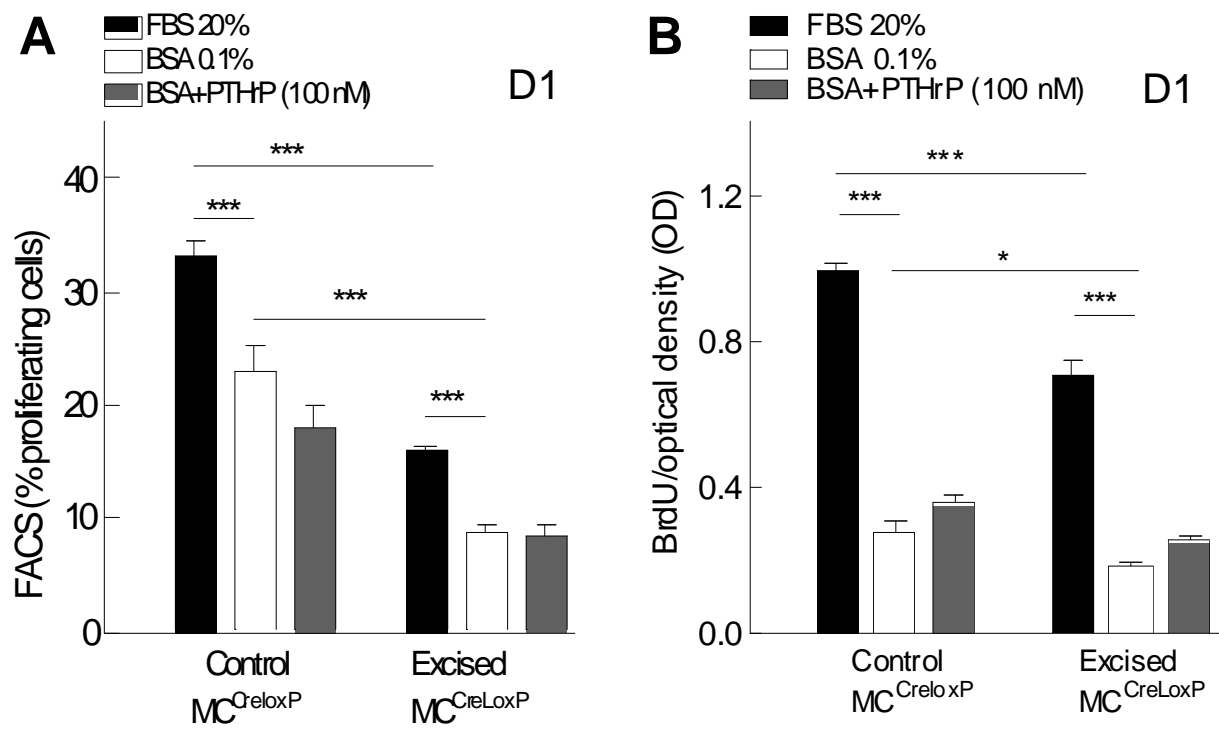 A
FBS 20%
BSA 0.1%
BSA+PTHrP (100 nM)
D1
***
***
***
***
40
30
20
10
0
FACS (% proliferating cells)
Control
MC^CreloxP
Excised
MC^CreLoxP
B
FBS 20%
BSA 0.1%
BSA+PTHrP (100 nM)
D1
***
***
*
***
1.2
0.8
0.4
0.0
BrdU/optical density (OD)
Control
MC^CreloxP
Excised
MC^CreLoxP